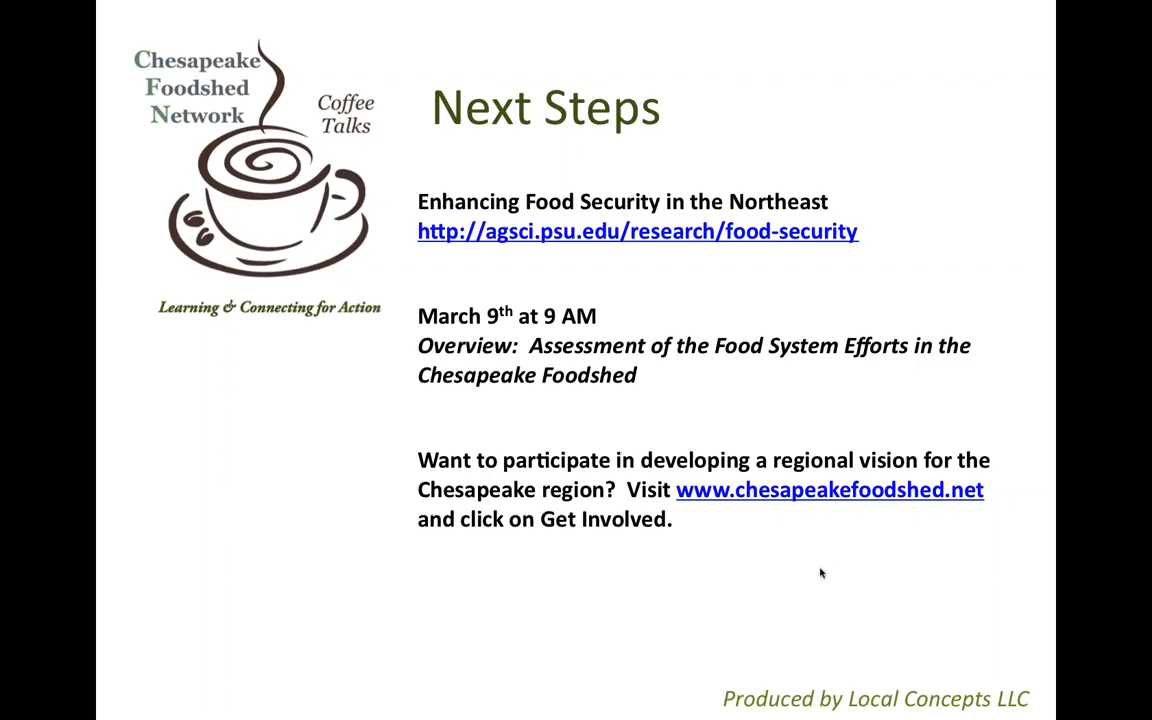 Chesapeake
Foodshed
Network
Coffee
Talks
Learning & Connecting for Action
Next Steps
Enhancing Food Security in the Northeast
http://agsci.psu.edu/research/food-security
March 9th at 9 AM
Overview: Assessment of the Food System Efforts in the
Chesapeake Foodshed
Want to participate in developing a regional vision for the
Chesapeake region? Visit www.chesapeakefoodshed.net
and click on Get Involved.
Produced by Local Concepts LLC